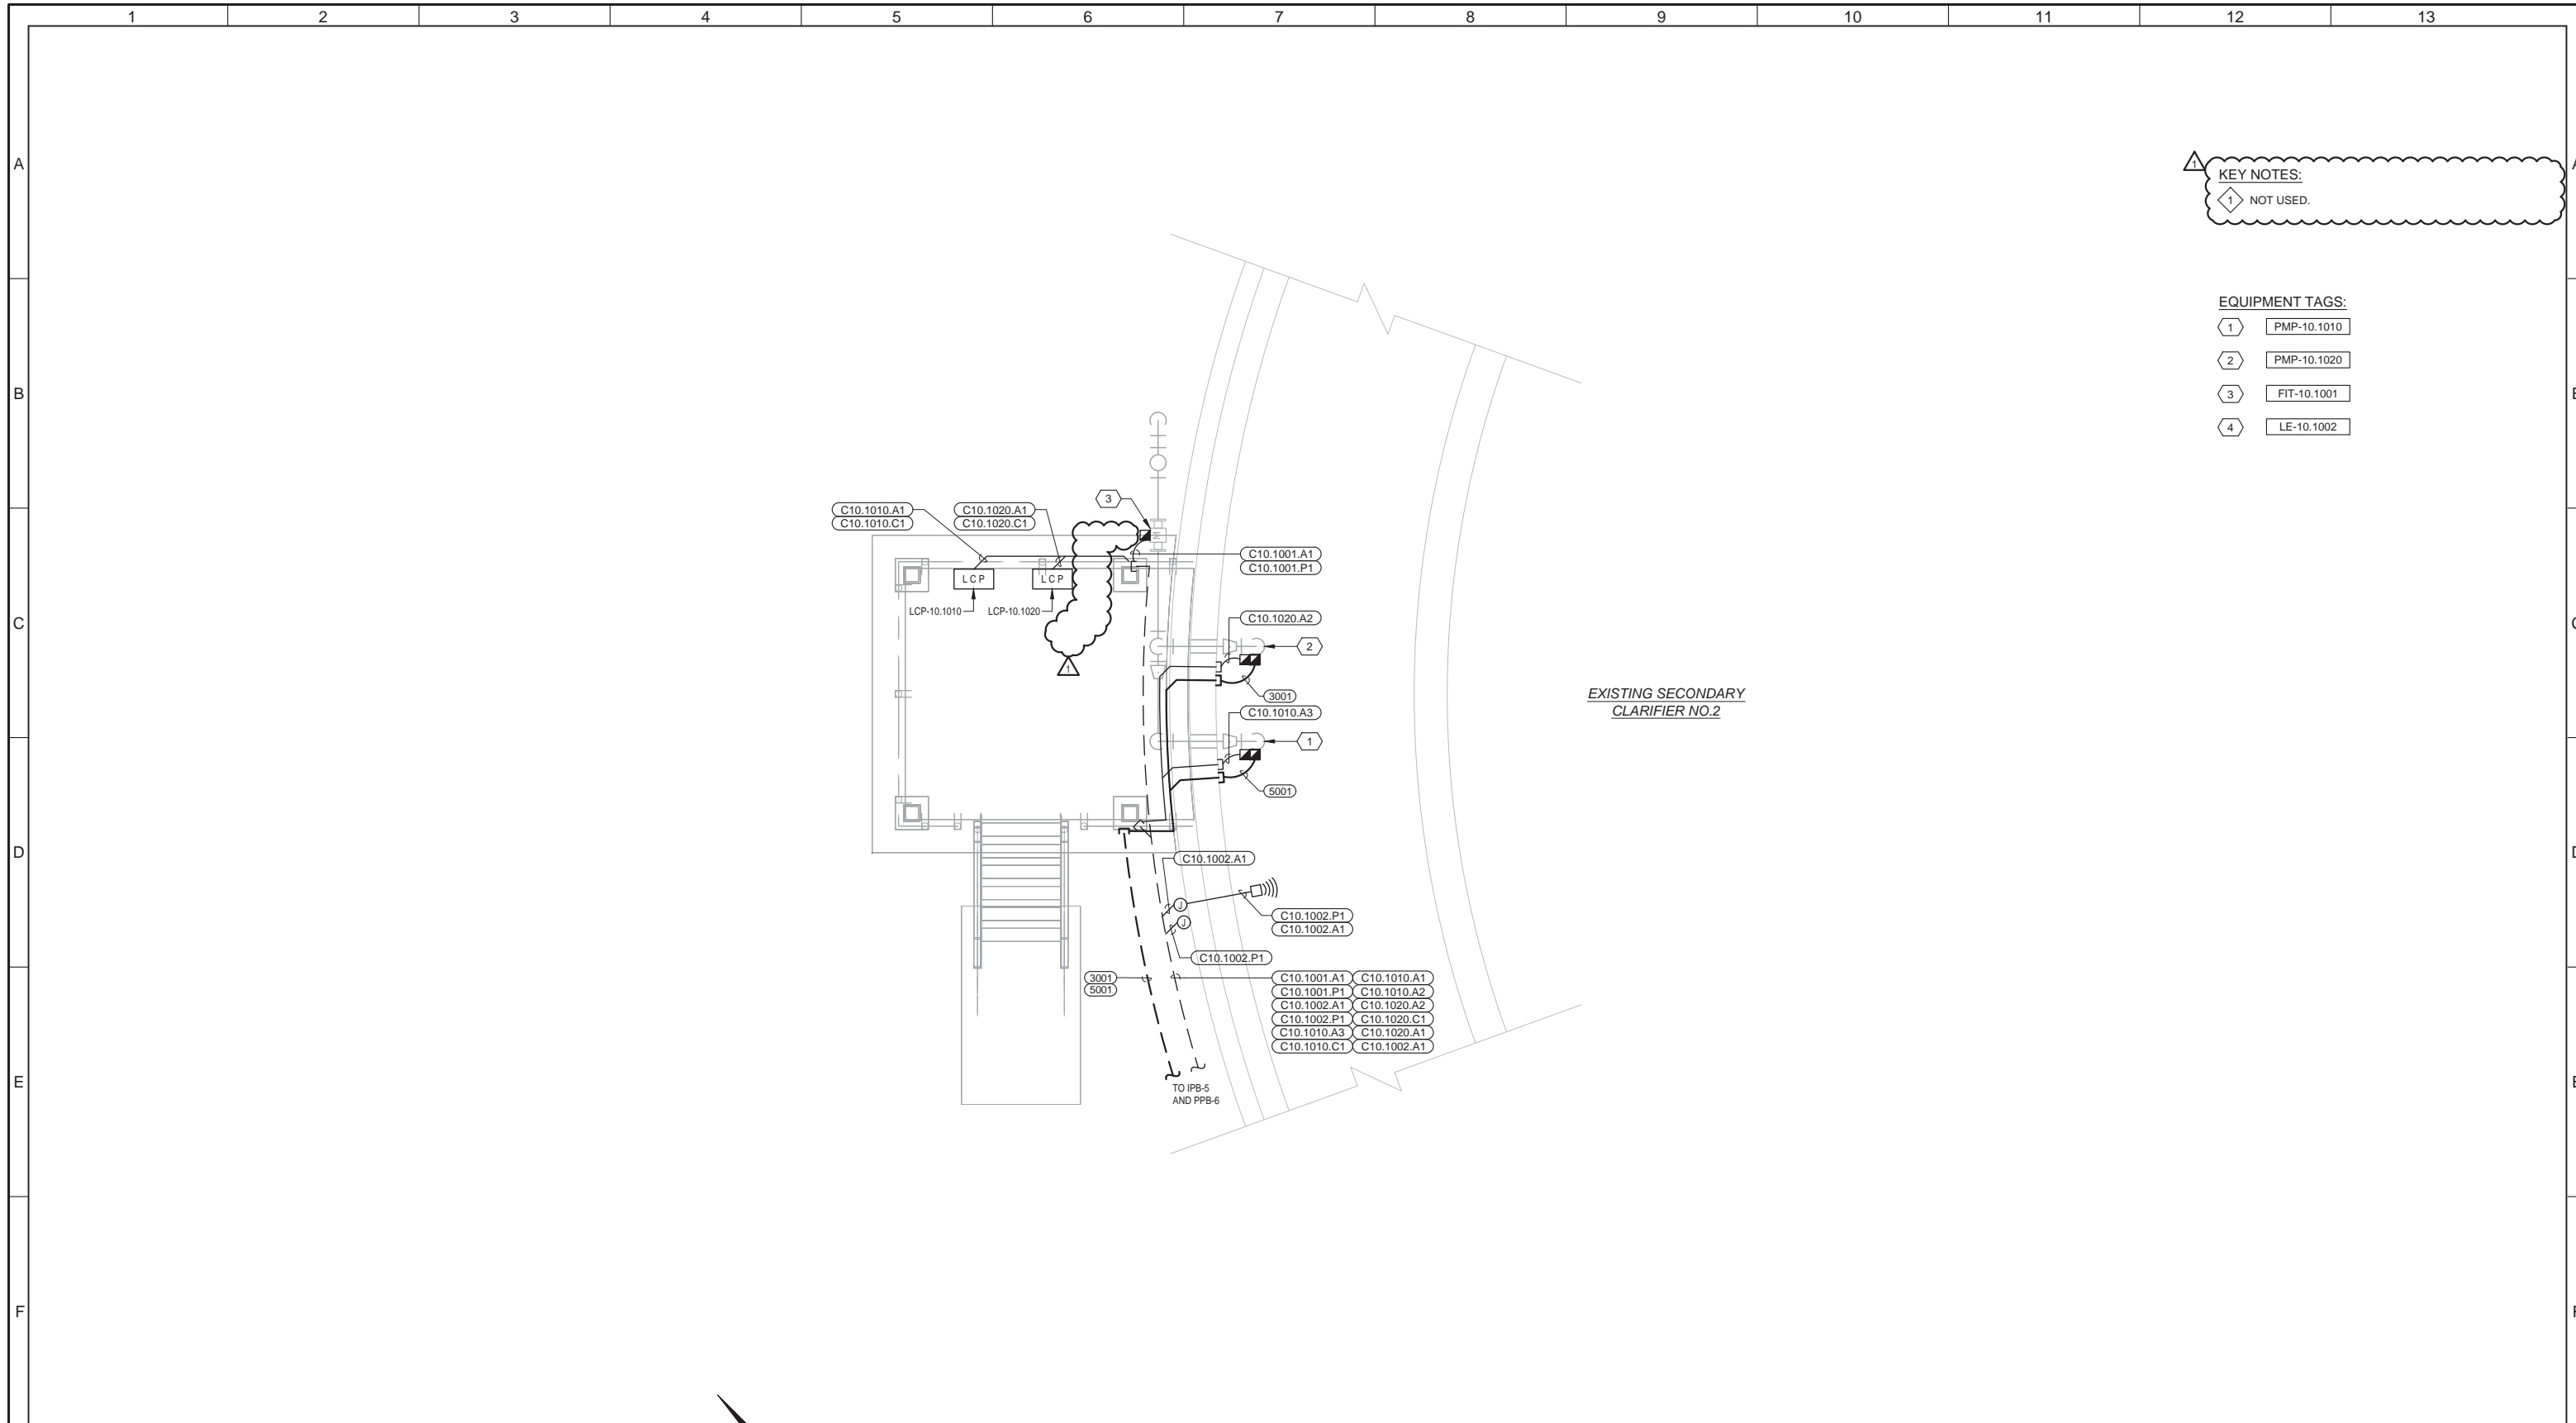 1 2 3 4 5 6 7 8 9 10 11 12 13
A
1
KEY NOTES:
1 NOT USED.
EQUIPMENT TAGS:
1 PMP-10.1010
2 PMP-10.1020
3 FIT-10.1001
4 LE-10.1002
B
3
C10.1010.A1 C10.1020.A1
C10.1010.C1 C10.1020.C1
M
C10.1001.A1
C10.1001.P1
LCP LCP
LCP-10.1010 LCP-10.1020
C
C10.1020.A2
2
1
3001
EXISTING SECONDARY
CLARIFIER NO.2
C10.1010.A3
1
5001
D
C10.1002.A1
J
J
C10.1002.P1
C10.1002.A1
C10.1002.P1
3001
5001
C10.1001.A1 C10.1010.A1
C10.1001.P1 C10.1010.A2
C10.1002.A1 C10.1020.A2
C10.1002.P1 C10.1020.C1
C10.1010.A3 C10.1020.A1
C10.1010.C1 C10.1002.A1
E
TO IPB-5
AND PPB-6
F